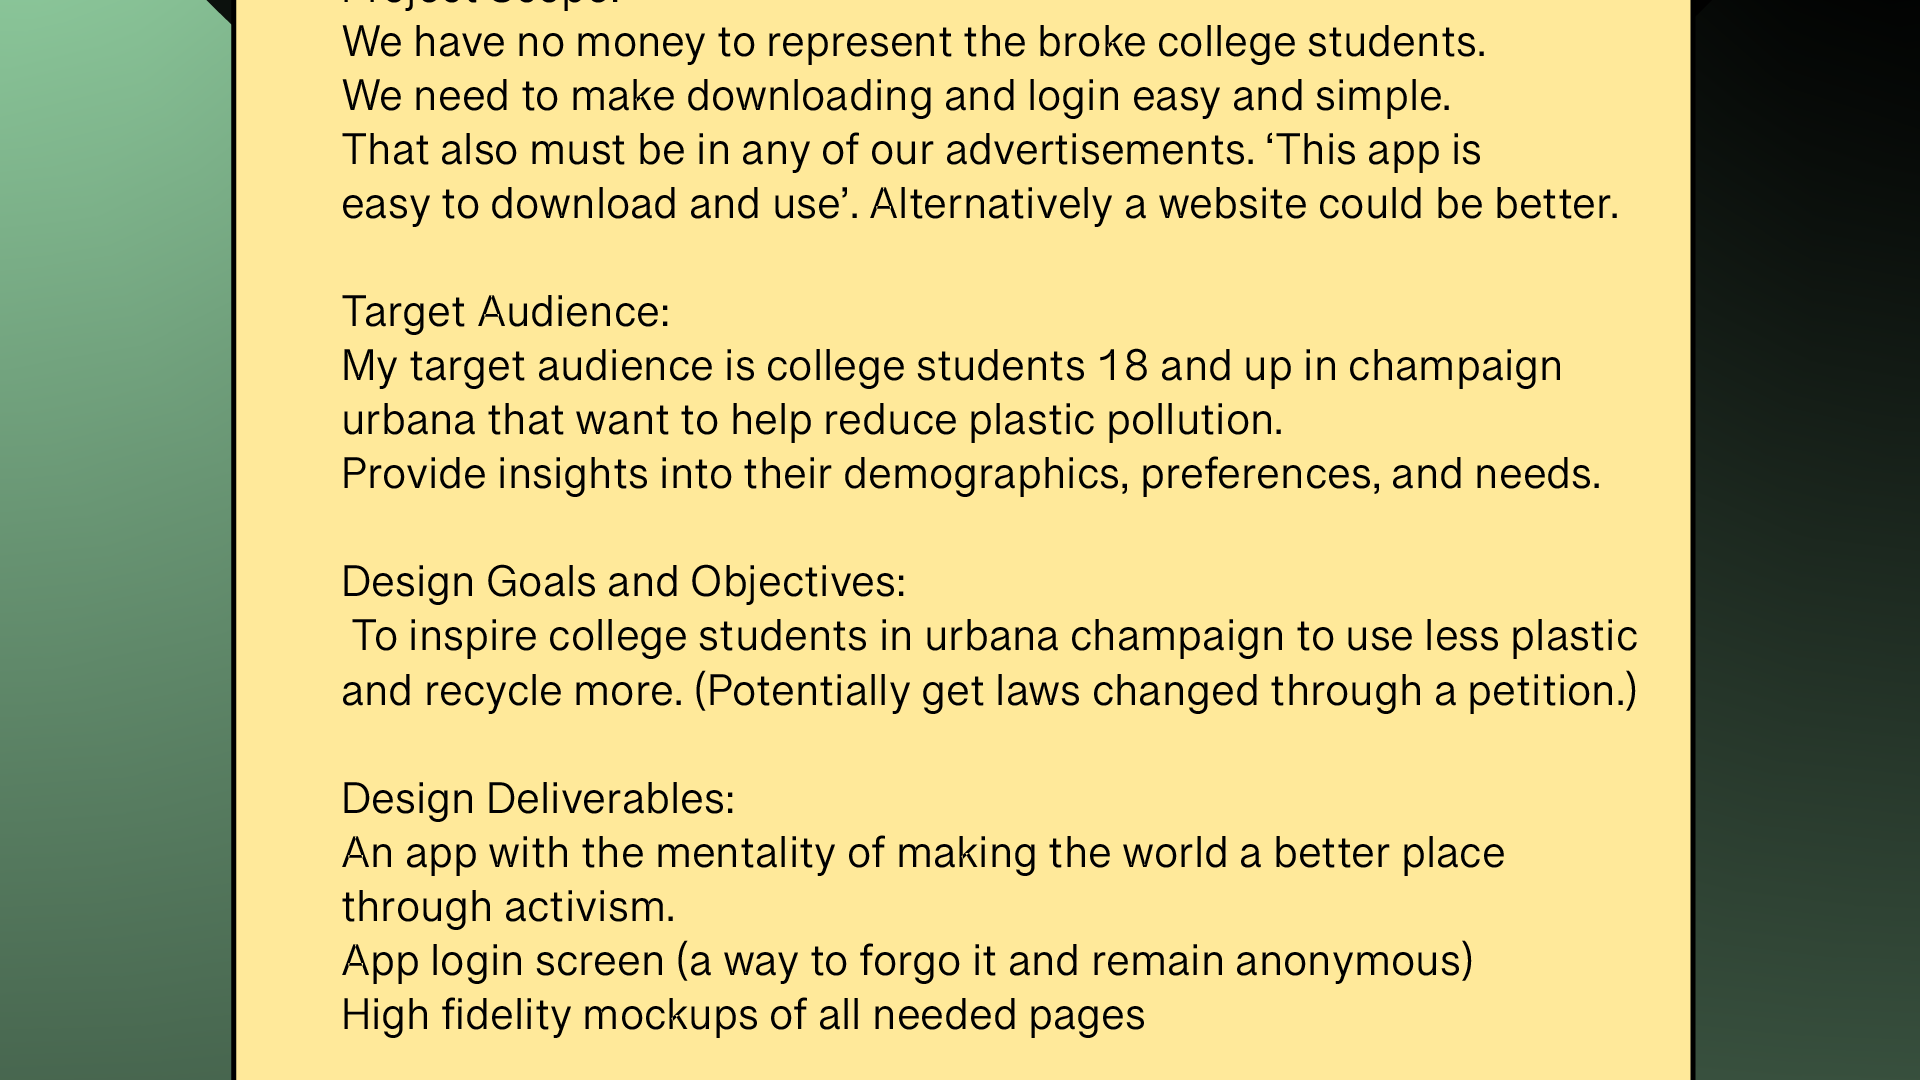 Project Scope:
We have no money to represent the broke college students.
We need to make downloading and login easy and simple.
That also must be in any of our advertisements. ‘This app is
easy to download and use’. Alternatively a website could be better.
Target Audience:
My target audience is college students 18 and up in champaign
urbana that want to help reduce plastic pollution.
Provide insights into their demographics, preferences, and needs.
Design Goals and Objectives:
To inspire college students in urbana champaign to use less plastic
and recycle more. (Potentially get laws changed through a petition.)
Design Deliverables:
An app with the mentality of making the world a better place
through activism.
App login screen (a way to forgo it and remain anonymous)
High fidelity mockups of all needed pages